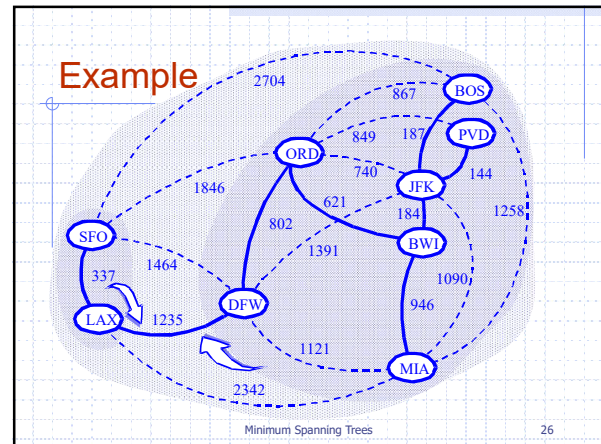 Example
2704
867
BOS
849
PVD
187
ORD
740
144
JFK
1846
621
184
1258
802
SFO
1391
BWI
1464
337
1090
DFW
946
LAX
1235
1121
MIA
2342
Minimum Spanning Trees 26